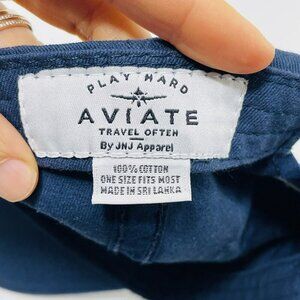 PLAY HARD
AVIATE
TRAVEL OFTEN
By JNJ Apparel
100% COTTON
ONE SIZE FITS MOST
MADE IN SRI LANKA